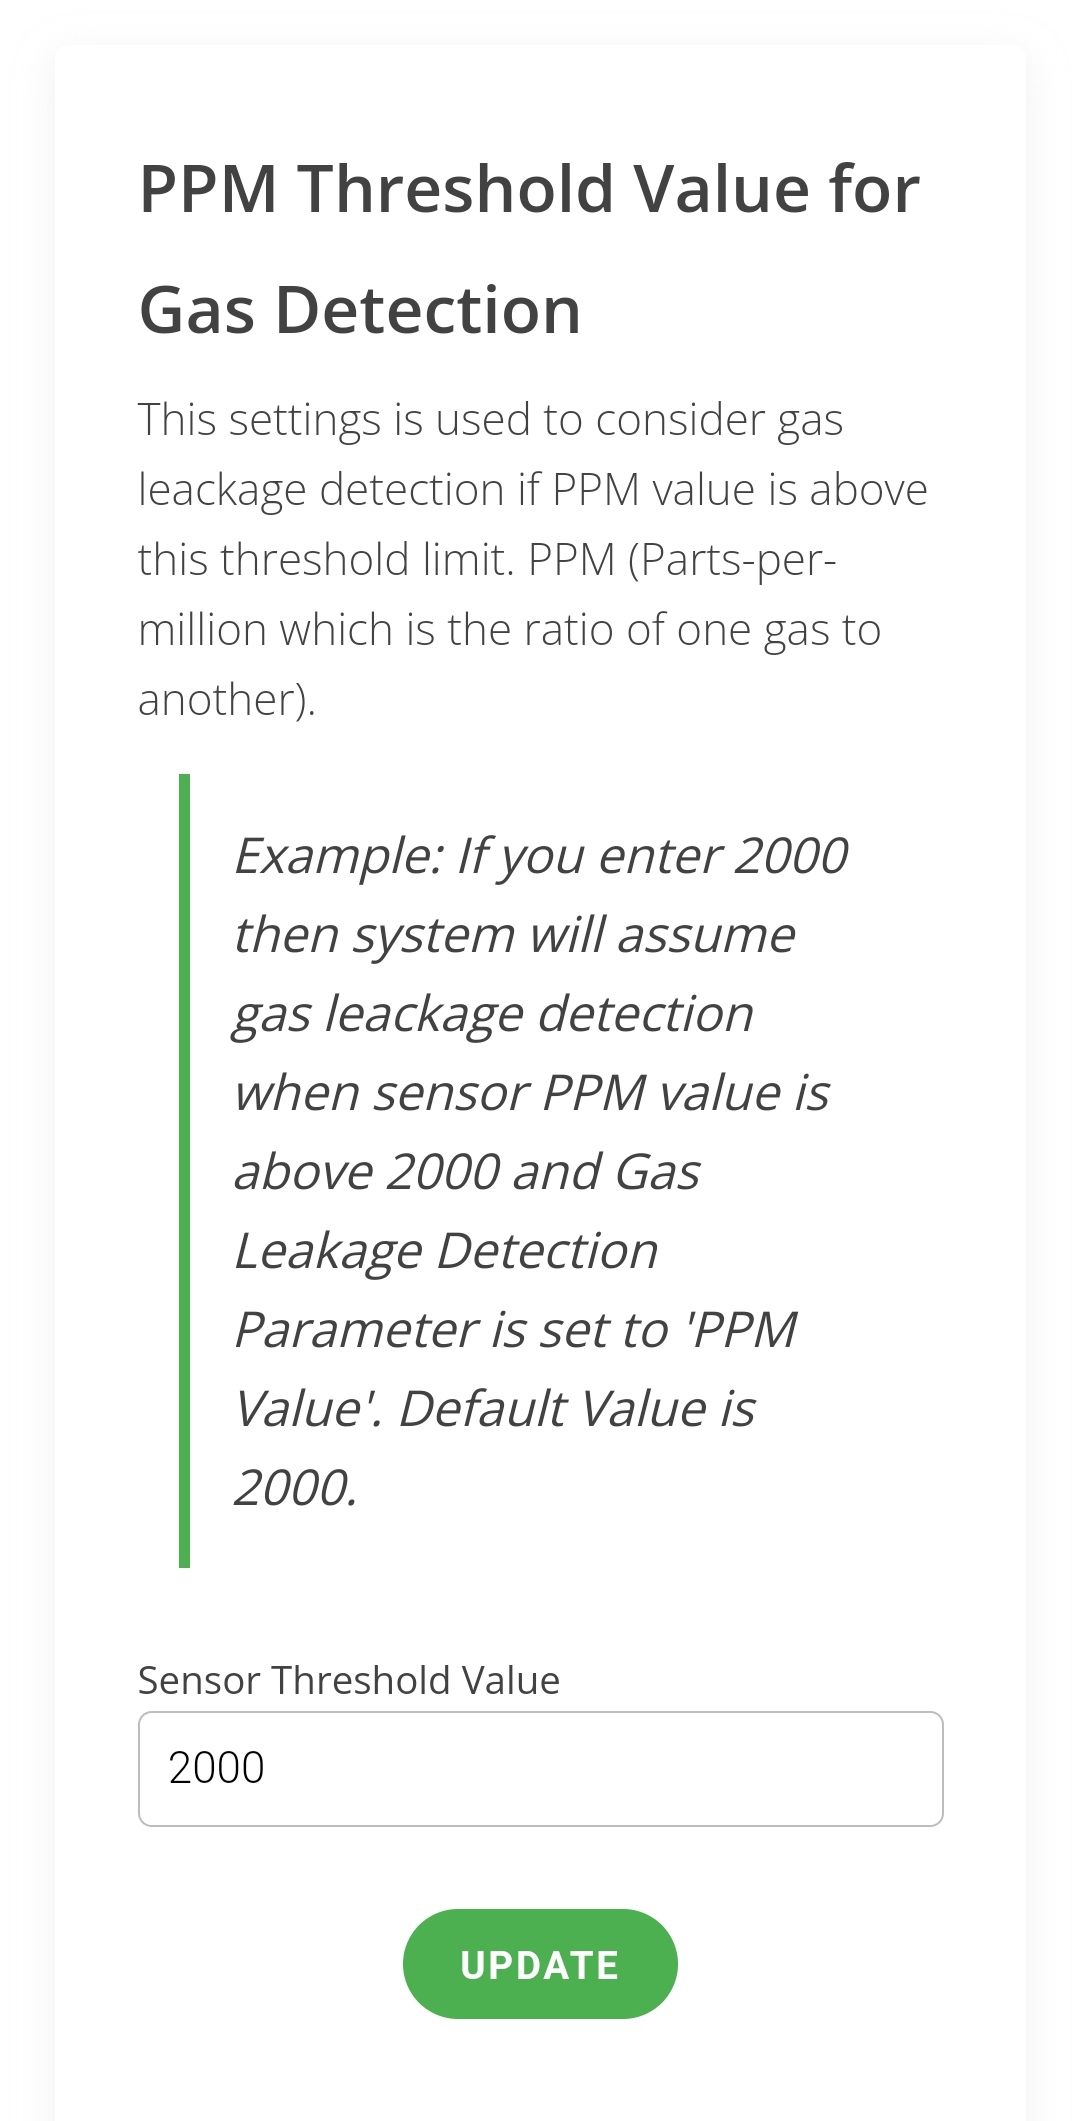 PPM Threshold Value for
Gas Detection
This settings is used to consider gas
leackage detection if PPM value is above
this threshold limit. PPM (Parts-per-
million which is the ratio of one gas to
another).
Example: If you enter 2000
then system will assume
gas leackage detection
when sensor PPM value is
above 2000 and Gas
Leakage Detection
Parameter is set to 'PPM
Value'. Default Value is
2000.
Sensor Threshold Value
2000
UPDATE